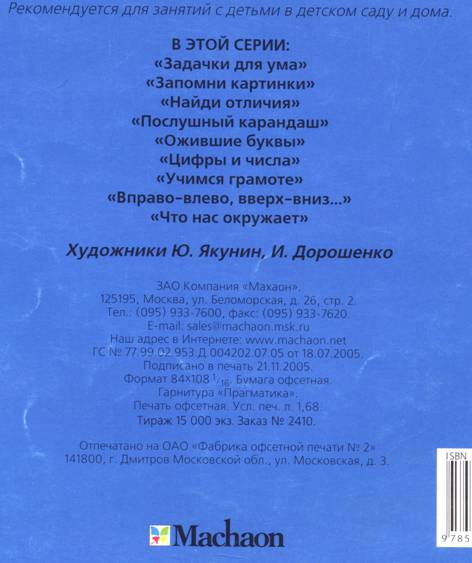 Рекомендуется для занятий с детьми в детском саду и дома.
В ЭТОЙ СЕРИИ:
«Задачки для ума»
«Запомни картинки»
«Найди отличия»
«Послушный карандаш»
«Ожившие буквы»
«Цифры и числа»
«Учимся грамоте»
«Вправо-влево, вверх-вниз...»
«Что нас окружает»
Художники Ю. Якунин, И. Дорошенко
ЗАО Компания «Махаон».
125195, Москва, ул. Беломорская, д. 26, стр. 2.
Тел.: (095) 933-7600, факс: (095) 933-7620.
E-mail: sales@machaon.msk.ru
Наш адрес в Интернете: www.machaon.net
ГС № 77.99.02.953.Д.004202.07.05 от 18.07.2005.
Подписано в печать 21.11.2005.
Формат 84×108 1/16. Бумага офсетная.
Гарнитура «Прагматика».
Печать офсетная. Усл. печ. л. 1,68.
Тираж 15 000 экз. Заказ № 2410.
Отпечатано на ОАО «Фабрика офсетной печати № 2»
141800, г. Дмитров Московской обл., ул. Московская, д. 3.
ISBN
9785
Machaon